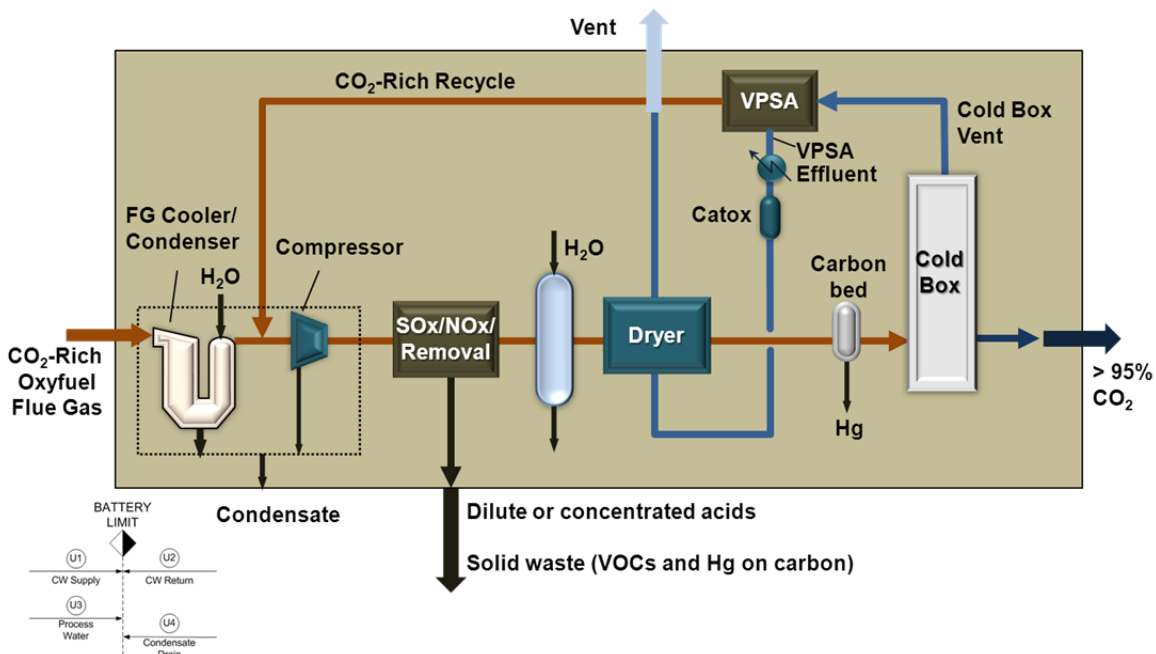 Vent
CO₂-Rich Recycle
VPSA
Cold Box
Vent
VPSA
Effluent
FG Cooler/
Condenser
Compressor
Catox
H₂O
H₂O
Carbon
bed
Cold
Box
SOx/NOx/
Removal
Dryer
CO₂-Rich
Oxyfuel
Flue Gas
> 95%
CO₂
Hg
Condensate
Dilute or concentrated acids
Solid waste (VOCs and Hg on carbon)
BATTERY
LIMIT
U1
U2
CW Supply
CW Return
U3
Process
Water
U4
Condensate
Drain